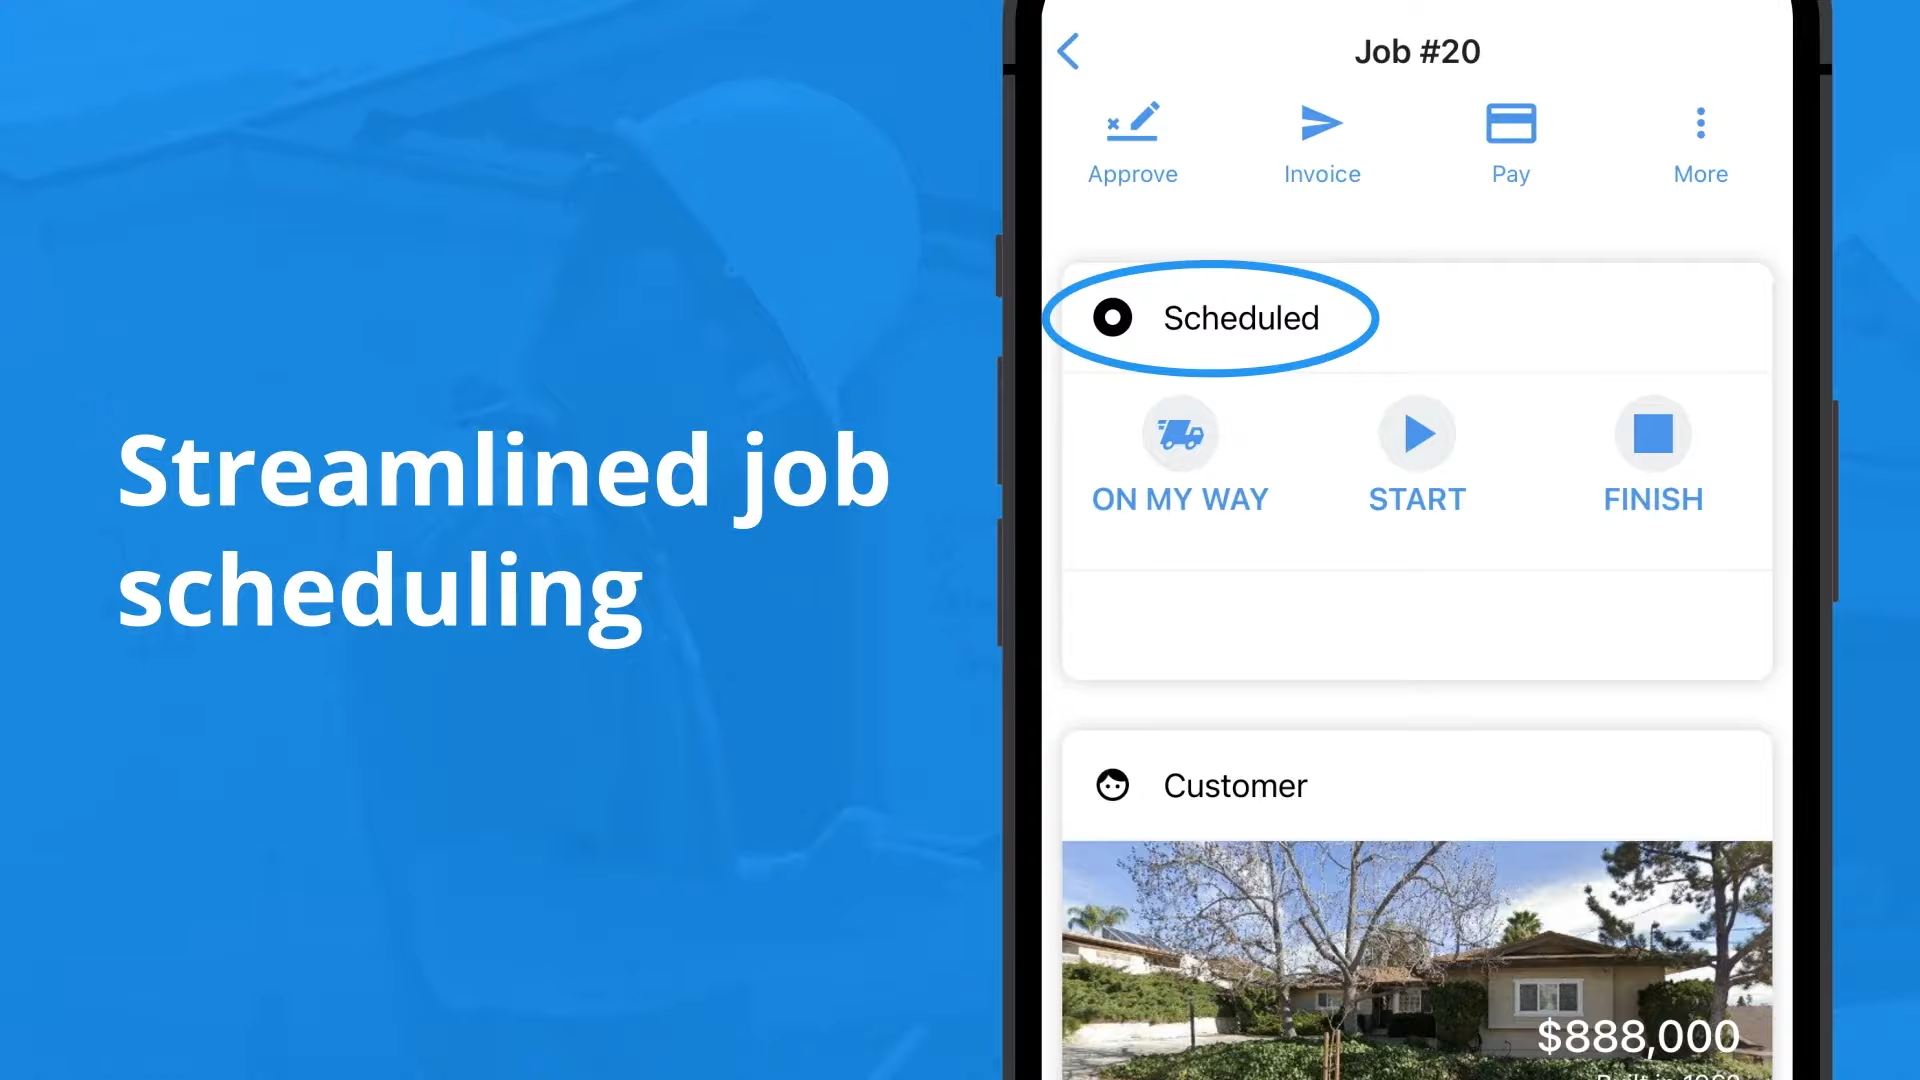 Streamlined job
scheduling
Job #20
Approve Invoice Pay More
Scheduled
ON MY WAY START FINISH
Customer
$888,000